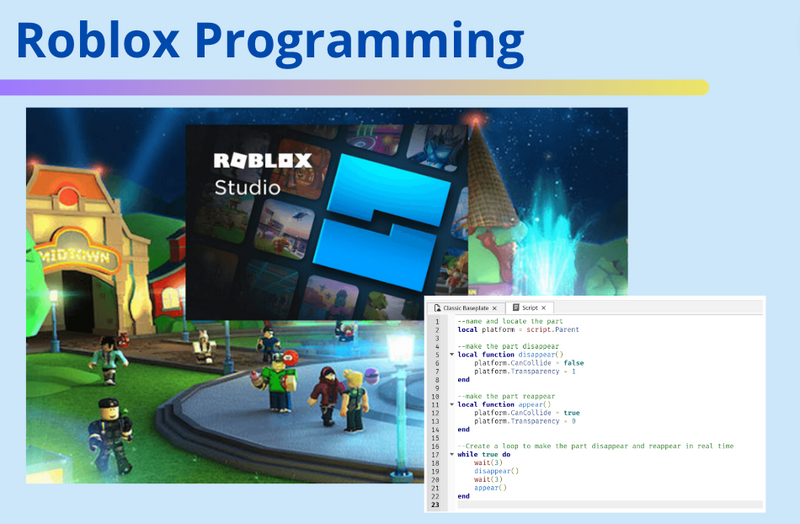 Roblox Programming
ROBLOX
Studio
MIDTOWN
Classic Baseplate × Script ×
1 --name and locate the part
2 local platform = script.Parent
3
4 --make the part disappear
5 local function disappear()
6 platform.CanCollide = false
7 platform.Transparency = 1
8 end
9
10 --make the part reappear
11 local function appear()
12 platform.CanCollide = true
13 platform.Transparency = 0
14 end
15
16 --Create a loop to make the part disappear and reappear in real time
17 while true do
18 wait(3)
19 disappear()
20 wait(3)
21 appear()
22 end
23